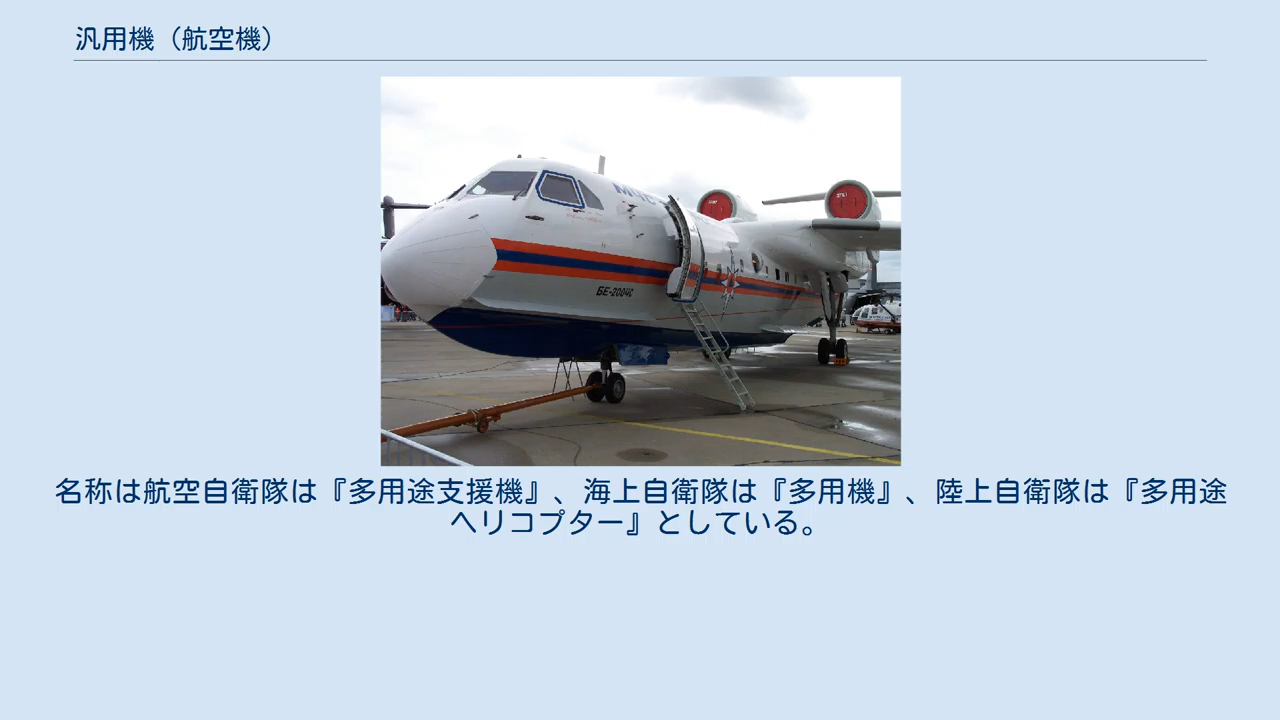 汎用機（航空機）
МЧС
БЕ-200ЧС
名称は航空自衛隊は『多用途支援機』、海上自衛隊は『多用機』、陸上自衛隊は『多用途
ヘリコプター』としている。